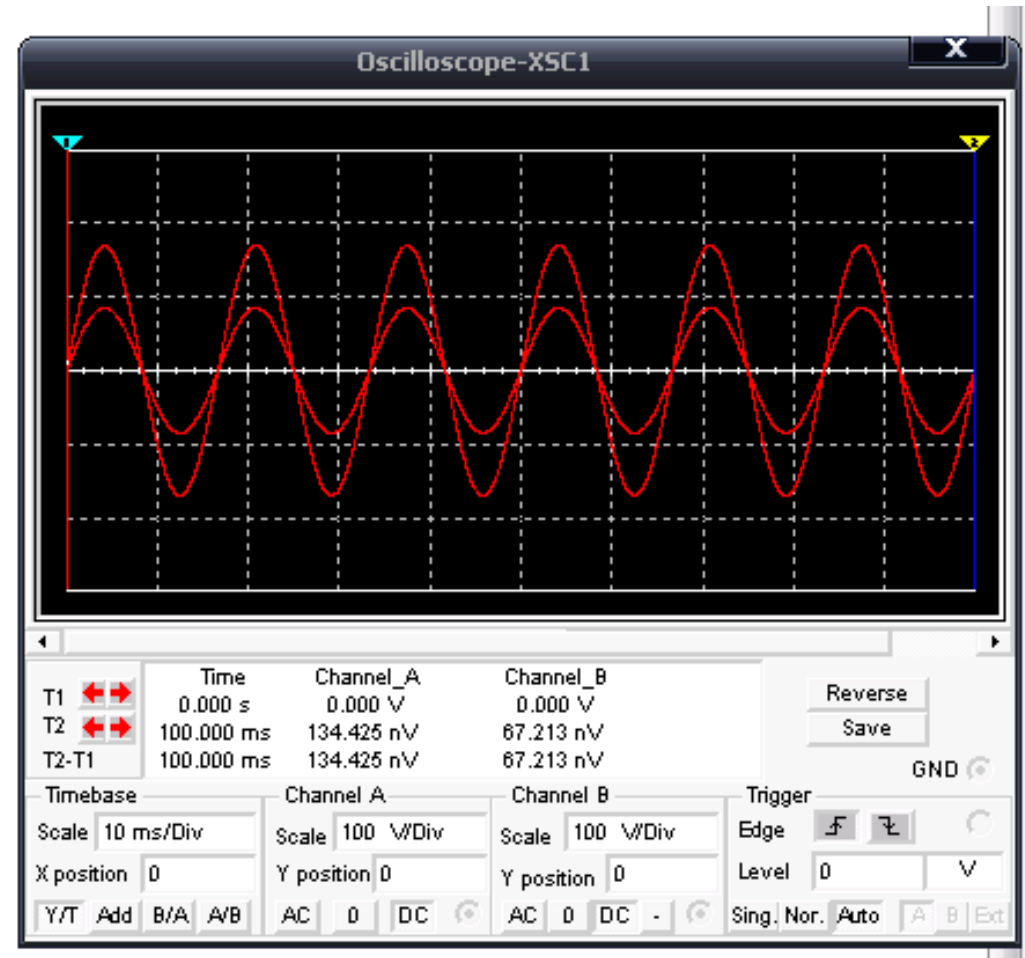 Oscilloscope-XSC1
X
1
2
Time Channel_A Channel_B
T1 0.000 s 0.000 V 0.000 V
T2 100.000 ms 134.425 nV 67.213 nV
T2-T1 100.000 ms 134.425 nV 67.213 nV
Reverse
Save
GND
Timebase
Scale 10 ms/Div
X position 0
Y/T Add B/A A/B
Channel A
Scale 100 V/Div
Y position 0
AC 0 DC
Channel B
Scale 100 V/Div
Y position 0
AC 0 DC -
Trigger
Edge
Level 0 V
Sing. Nor. Auto A B Ext